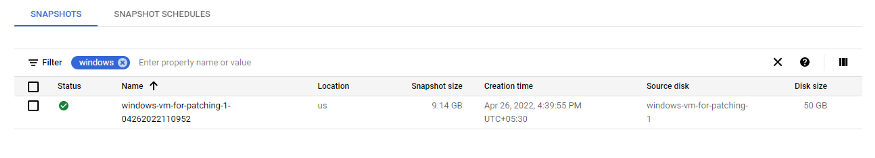 SNAPSHOTS SNAPSHOT SCHEDULES
Filter windows Enter property name or value
Status Name Location Snapshot size Creation time Source disk Disk size
windows-vm-for-patching-1- us 9.14 GB Apr 26, 2022, 4:39:55 PM windows-vm-for-patching- 50 GB
04262022110952 UTC+05:30 1